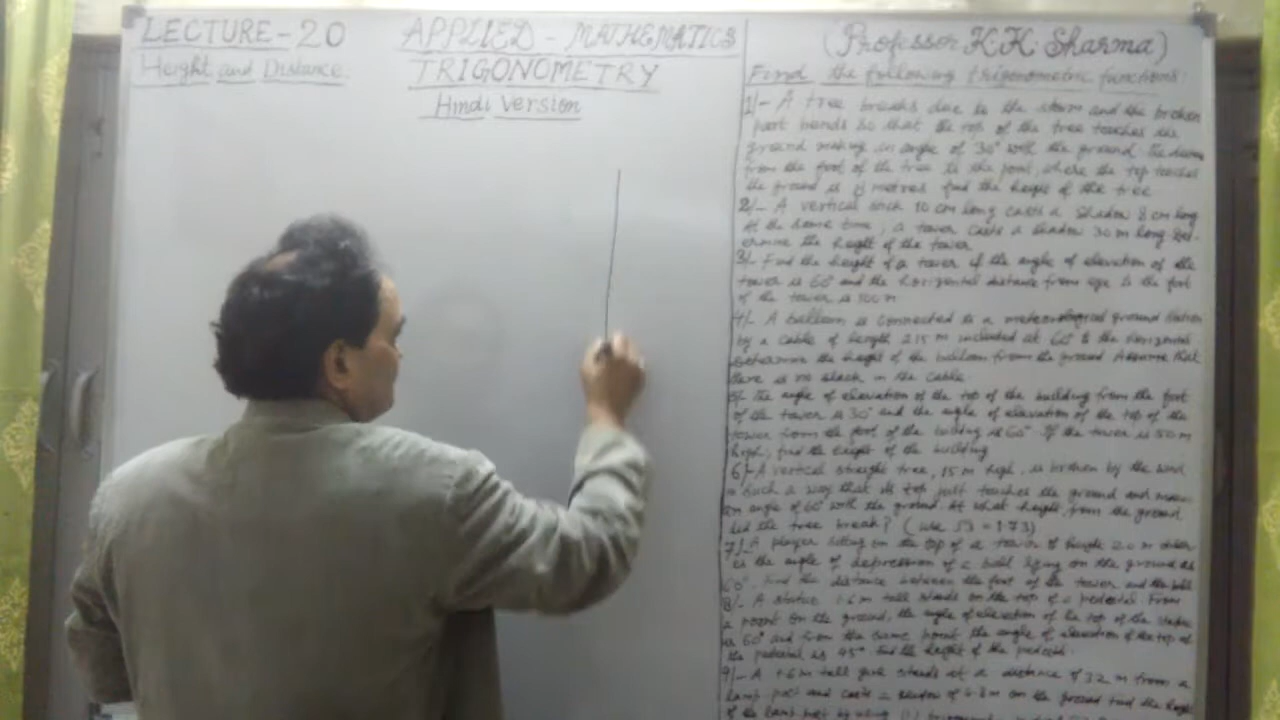 LECTURE-20
Height and Distance.
APPLIED - MATHEMATICS
TRIGONOMETRY
Hindi Version
(Professor K K Sharma)
Find the following trigonometric functions:
1/- A tree breaks due to the storm and the broken
part bends so that the top of the tree touches the
ground making an angle of 30° with the ground. The
from the foot of the tree to the point, where the top touches
the ground is metres find the height of the tree
2/- A vertical stick 10 cm long casts a shadow 8 cm long
At the same time, a tower casts a shadow 30 m long Det-
ermine the height of the tower
3/- Find the height of a tower if the angle of elevation of the
tower is 60° and the horizontal distance from eye to the foot
of the tower is 100 m
4/- A balloon is connected to a meteorological ground station
by a cable of length 215 m inclined at 60° to the horizontal
determine the height of the balloon from the ground Assume that
there is no slack in the cable
5/- The angle of elevation of the top of the building from the foot
of the tower is 30° and the angle of elevation of the top of the
tower from the foot of the building is 60°. If the tower is 50 m
high, find the height of the building
6/- A vertical straight tree, 15 m high, is broken by the wind
in such a way that its top just touches the ground and makes
an angle of 60° with the ground. At what height from the ground
did the tree break? (Use √3 = 1.73)
7/- A player sitting on the top of a tower of height 20 m
the angle of depression of a ball lying on the ground as
60°. Find the distance between the foot of the tower and the ball
8/- A statue 1.6 m tall stands on the top of a pedestal. From
a point on the ground, the angle of elevation of the top of the statue
is 60° and from the same point the angle of elevation of the top of
the pedestal is 45° find the height of the pedestal.
9/- A 1.6 m tall girl stands at a distance of 3.2 m from a
lamp-post and casts a shadow of 4.8 m on the ground find the height
of the lamp-post by using